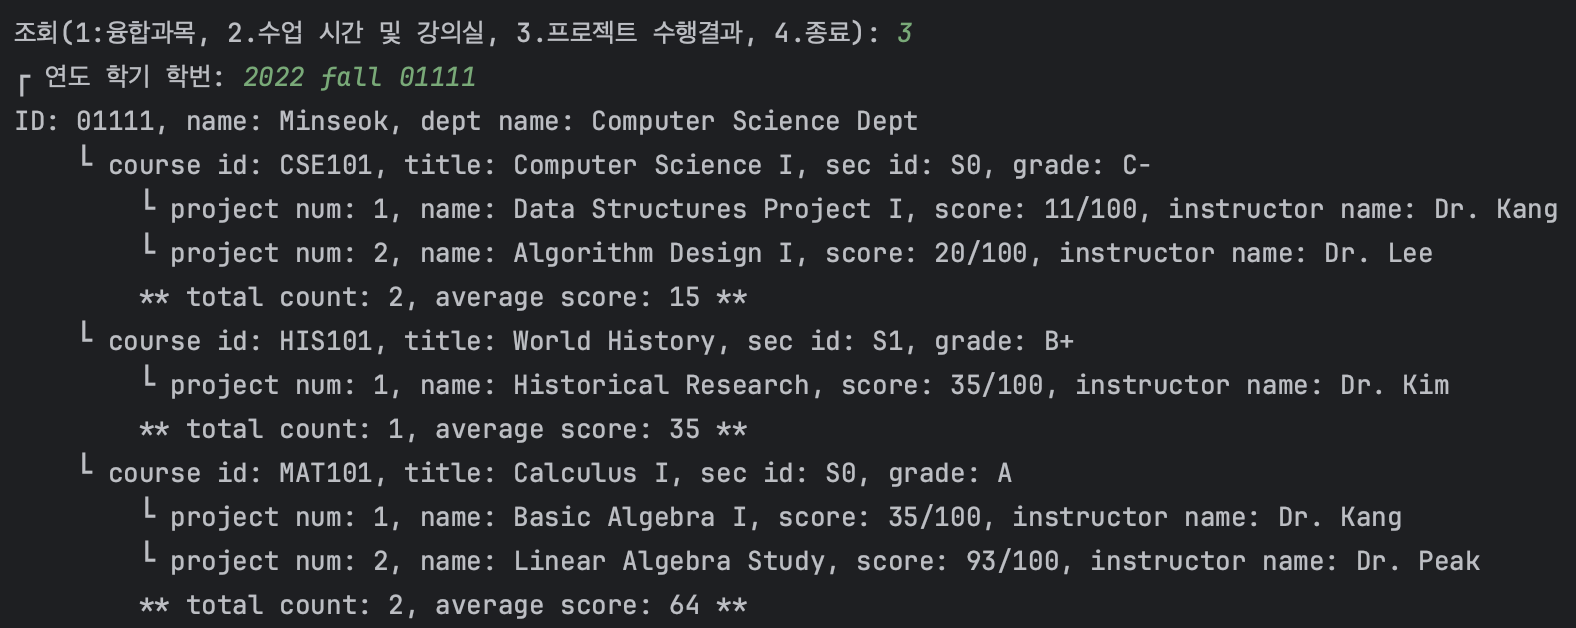 조회(1:융합과목, 2.수업 시간 및 강의실, 3.프로젝트 수행결과, 4.종료): 3
┌ 연도 학기 학번: 2022 fall 01111
ID: 01111, name: Minseok, dept name: Computer Science Dept
└ course id: CSE101, title: Computer Science I, sec id: S0, grade: C-
└ project num: 1, name: Data Structures Project I, score: 11/100, instructor name: Dr. Kang
└ project num: 2, name: Algorithm Design I, score: 20/100, instructor name: Dr. Lee
** total count: 2, average score: 15 **
└ course id: HIS101, title: World History, sec id: S1, grade: B+
└ project num: 1, name: Historical Research, score: 35/100, instructor name: Dr. Kim
** total count: 1, average score: 35 **
└ course id: MAT101, title: Calculus I, sec id: S0, grade: A
└ project num: 1, name: Basic Algebra I, score: 35/100, instructor name: Dr. Kang
└ project num: 2, name: Linear Algebra Study, score: 93/100, instructor name: Dr. Peak
** total count: 2, average score: 64 **